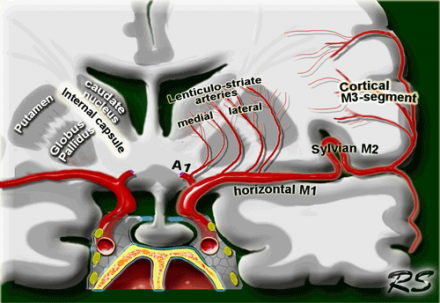 Putamen
Globus
Pallidus
Internal capsule
caudate
nucleus
Lenticulo-striate
arteries
medial
lateral
Cortical
M3-segment
Sylvian M2
A1
horizontal M1
RS